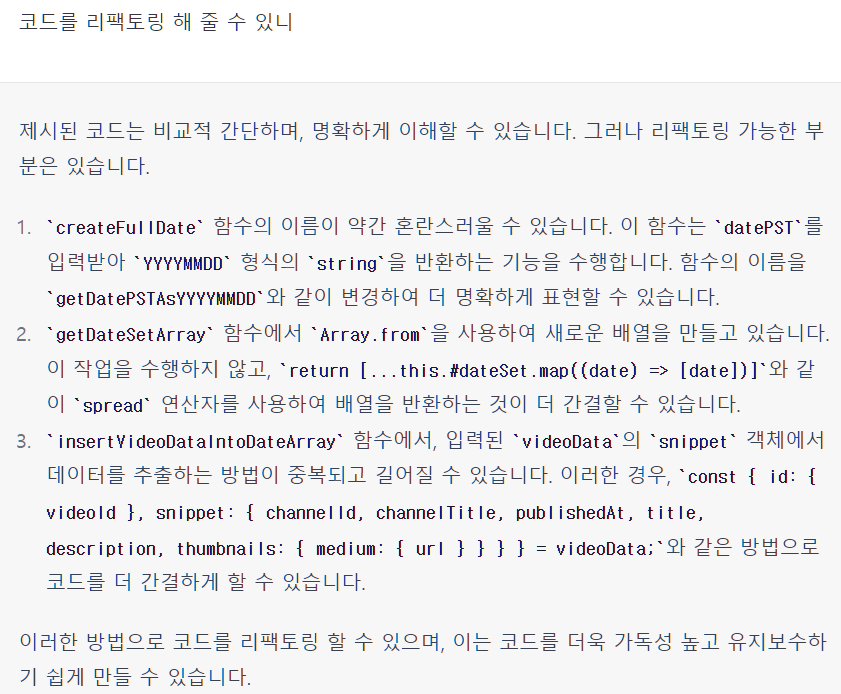 코드를 리팩토링 해 줄 수 있니
제시된 코드는 비교적 간단하며, 명확하게 이해할 수 있습니다. 그러나 리팩토링 가능한 부
분은 있습니다.
1. `createFullDate` 함수의 이름이 약간 혼란스러울 수 있습니다. 이 함수는 `datePST`를
입력받아 `YYYYMMDD` 형식의 `string`을 반환하는 기능을 수행합니다. 함수의 이름을
`getDatePSTAsYYYYMMDD`와 같이 변경하여 더 명확하게 표현할 수 있습니다.
2. `getDateSetArray` 함수에서 `Array.from`을 사용하여 새로운 배열을 만들고 있습니다.
이 작업을 수행하지 않고, `return [...this.#dateSet.map((date) => [date])]`와 같
이 `spread` 연산자를 사용하여 배열을 반환하는 것이 더 간결할 수 있습니다.
3. `insertVideoDataIntoDateArray` 함수에서, 입력된 `videoData`의 `snippet` 객체에서
데이터를 추출하는 방법이 중복되고 길어질 수 있습니다. 이러한 경우, `const { id: {
videoId }, snippet: { channelId, channelTitle, publishedAt, title,
description, thumbnails: { medium: { url } } } } = videoData;`와 같은 방법으로
코드를 더 간결하게 할 수 있습니다.
이러한 방법으로 코드를 리팩토링 할 수 있으며, 이는 코드를 더욱 가독성 높고 유지보수하
기 쉽게 만들 수 있습니다.